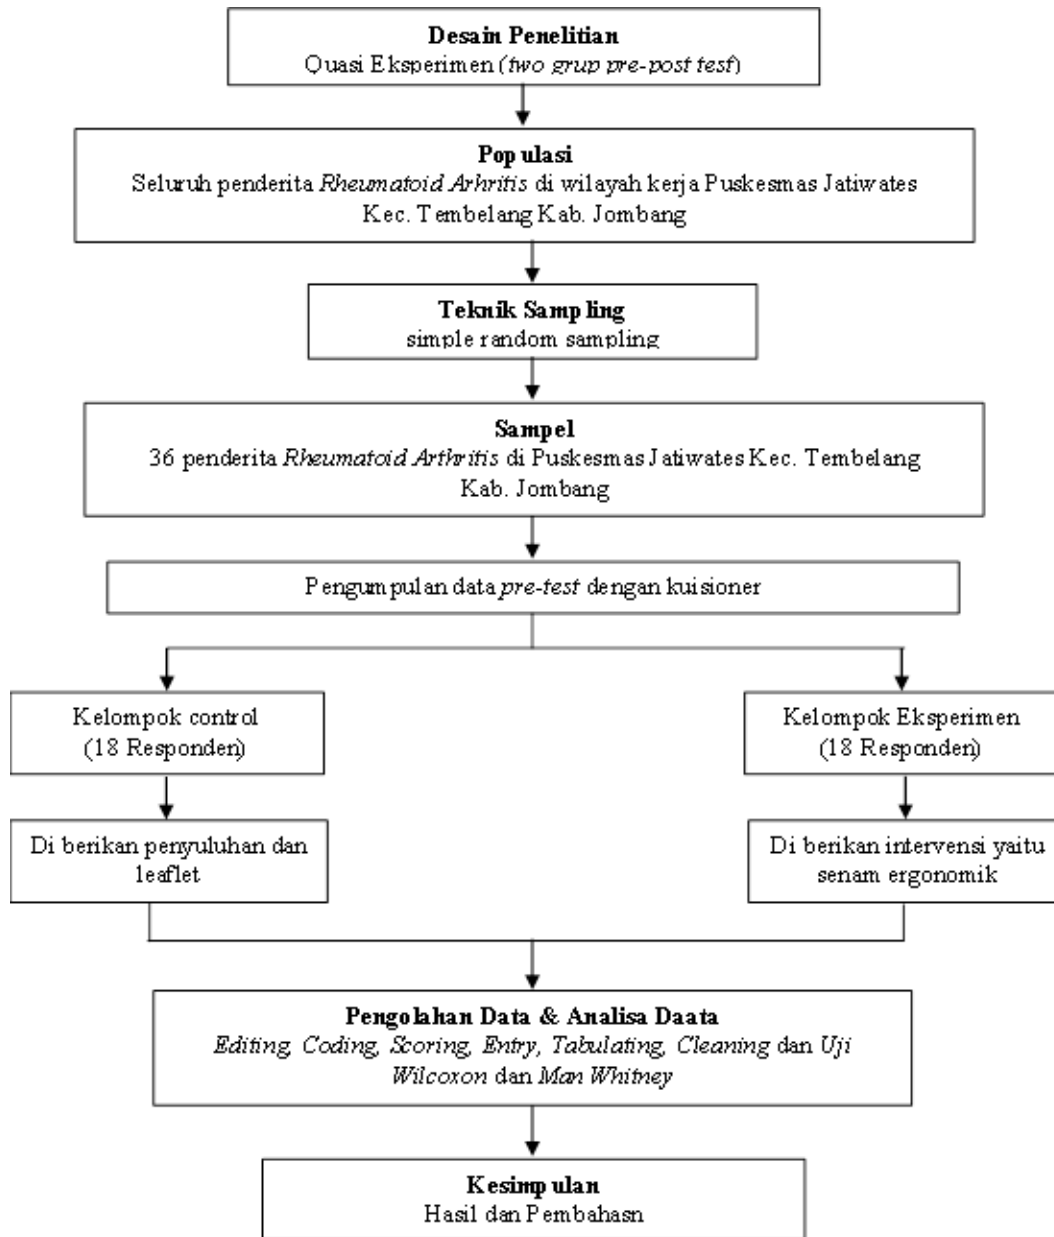 Desain Penelitian
Quasi Eksperimen (two grup pre-post test)
Populasi
Seluruh penderita Rheumatoid Arhritis di wilayah kerja Puskesmas Jatiwates
Kec. Tembelang Kab. Jombang
Teknik Sampling
simple random sampling
Sampel
36 penderita Rheumatoid Arthritis di Puskesmas Jatiwates Kec. Tembelang
Kab. Jombang
Pengumpulan data pre-test dengan kuisioner
Kelompok control
(18 Responden)
Kelompok Eksperimen
(18 Responden)
Di berikan penyuluhan dan
leaflet
Di berikan intervensi yaitu
senam ergonomik
Pengolahan Data & Analisa Daata
Editing, Coding, Scoring, Entry, Tabulating, Cleaning dan Uji
Wilcoxon dan Man Whitney
Kesimpulan
Hasil dan Pembahasn